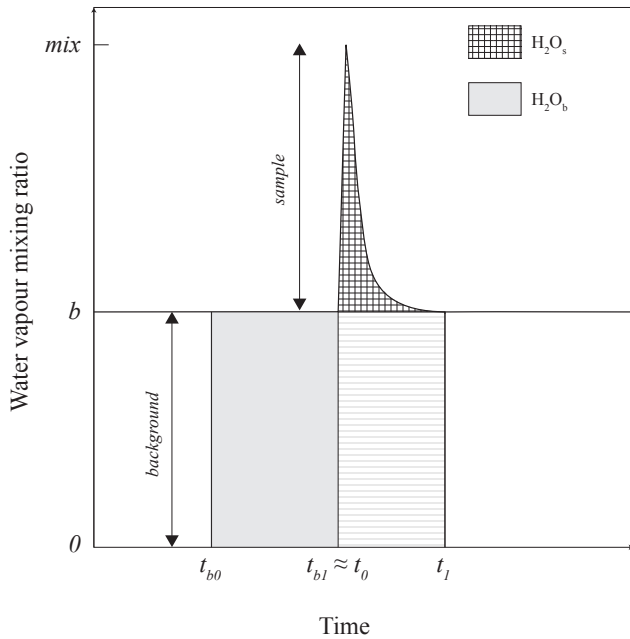 mix
H₂Oₛ
H₂O_b
sample
Water vapour mixing ratio
b
background
0
t_b0
t_b1 ≈ t_0
t_1
Time